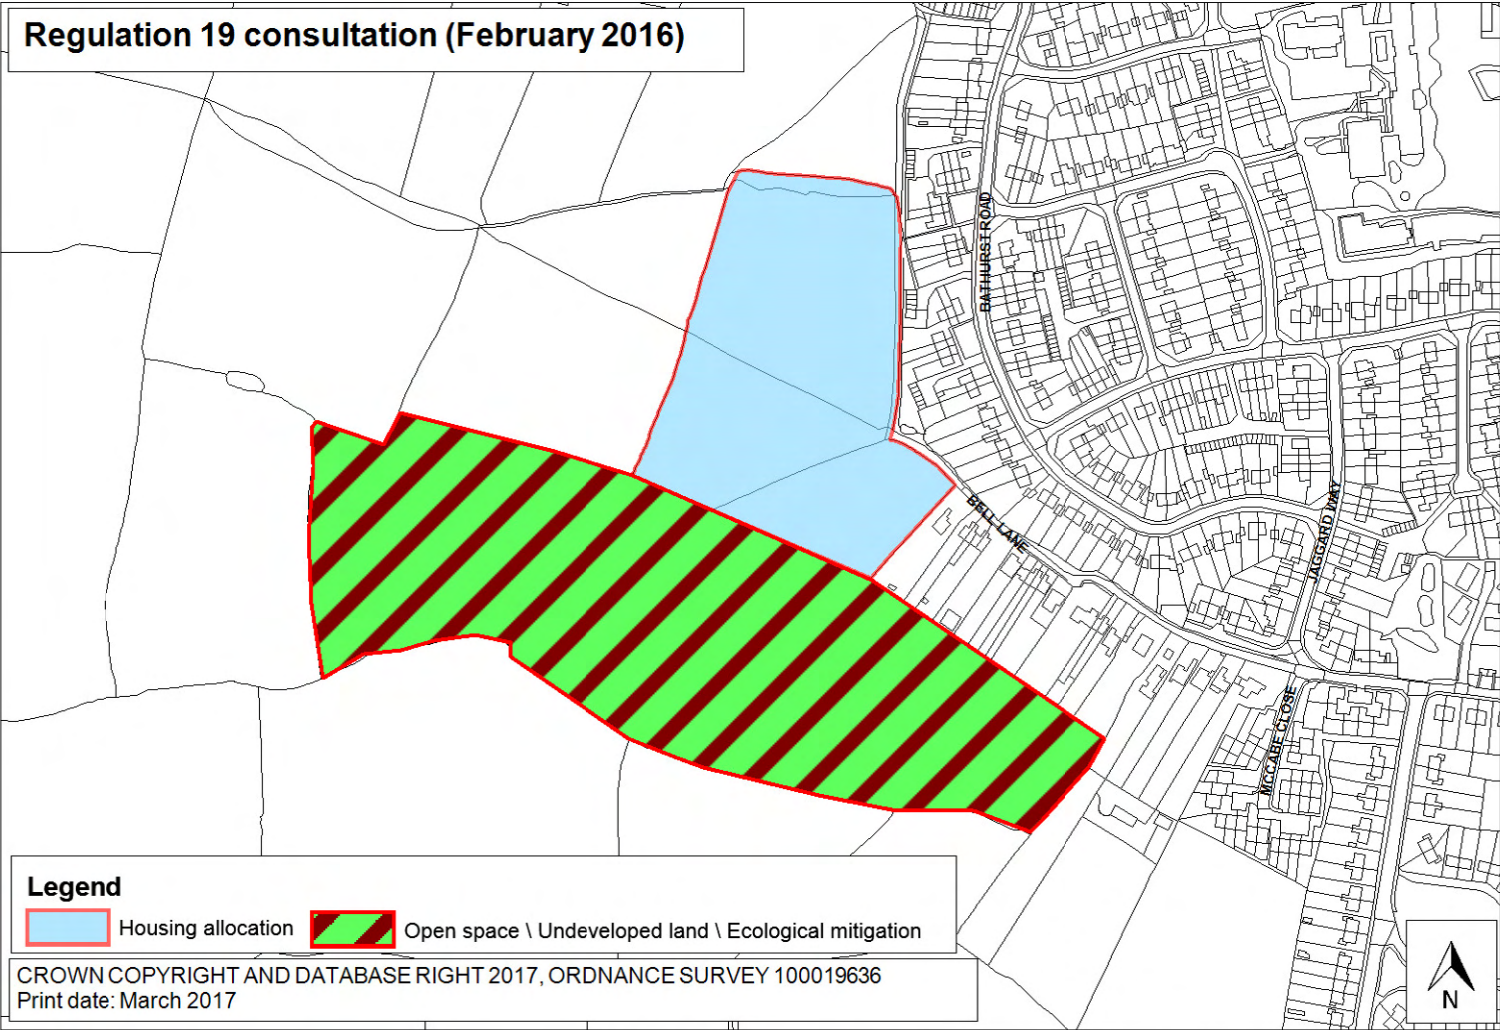 Regulation 19 consultation (February 2016)
BATHURST ROAD
BELL LANE
JAGGARD WAY
MCCABE CLOSE
Legend
Housing allocation
Open space \ Undeveloped land \ Ecological mitigation
CROWN COPYRIGHT AND DATABASE RIGHT 2017, ORDNANCE SURVEY 100019636
Print date: March 2017
N